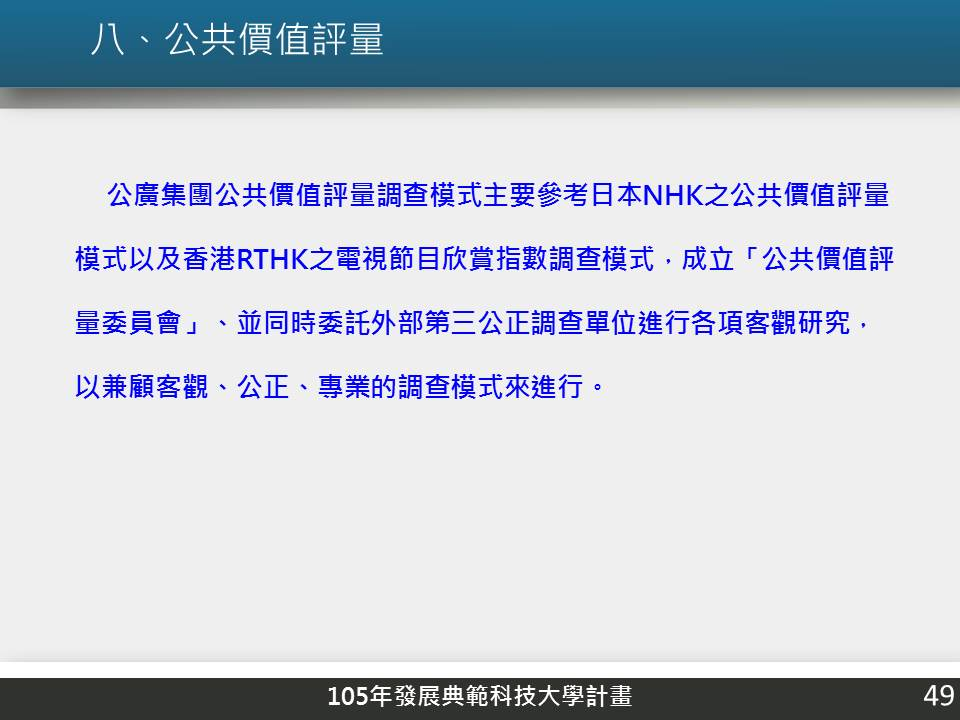 八、公共價值評量
公廣集團公共價值評量調查模式主要參考日本NHK之公共價值評量
模式以及香港RTHK之電視節目欣賞指數調查模式，成立「公共價值評
量委員會」、並同時委託外部第三公正調查單位進行各項客觀研究，
以兼顧客觀、公正、專業的調查模式來進行。
105年發展典範科技大學計畫
49